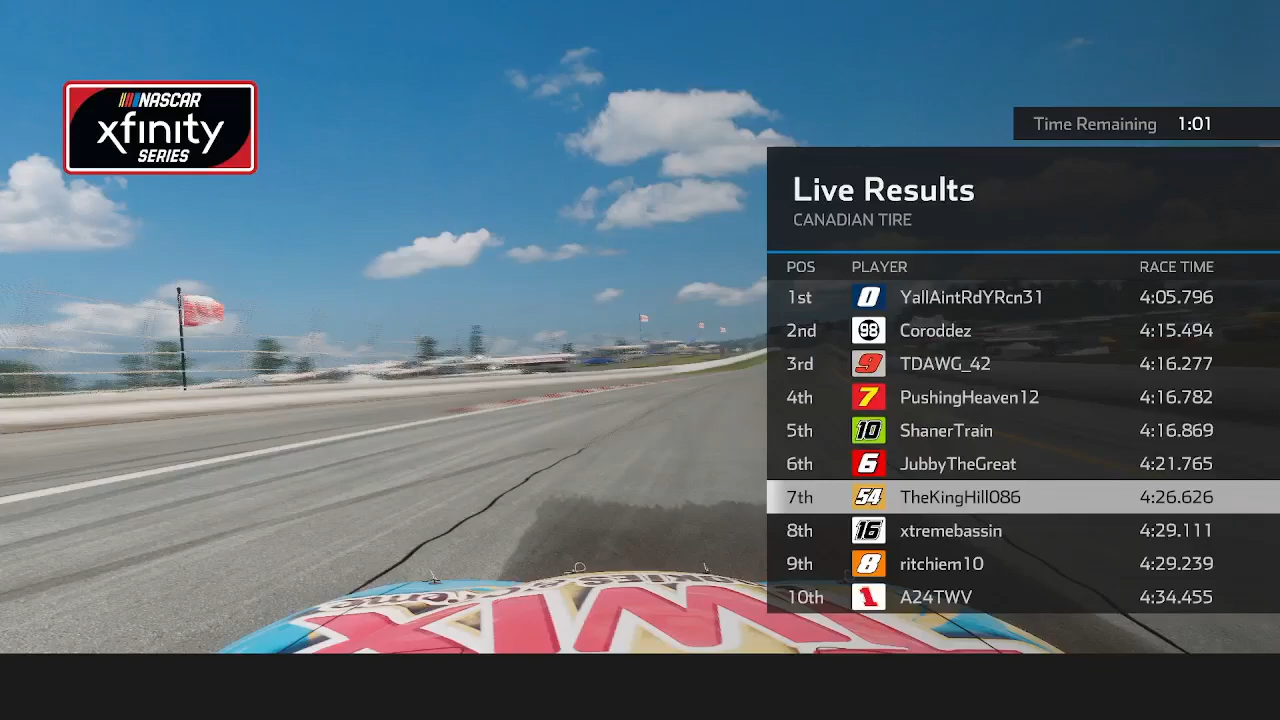 NASCAR
xfinity
SERIES
Time Remaining 1:01
Live Results
CANADIAN TIRE
POS PLAYER RACE TIME
1st 0 YallAintRdYRcn31 4:05.796
2nd 98 Coroddez 4:15.494
3rd 9 TDAWG_42 4:16.277
4th 7 PushingHeaven12 4:16.782
5th 10 ShanerTrain 4:16.869
6th 6 JubbyTheGreat 4:21.765
7th 54 TheKingHill086 4:26.626
8th 16 xtremebassin 4:29.111
9th 8 ritchiem10 4:29.239
10th 1 A24TWV 4:34.455